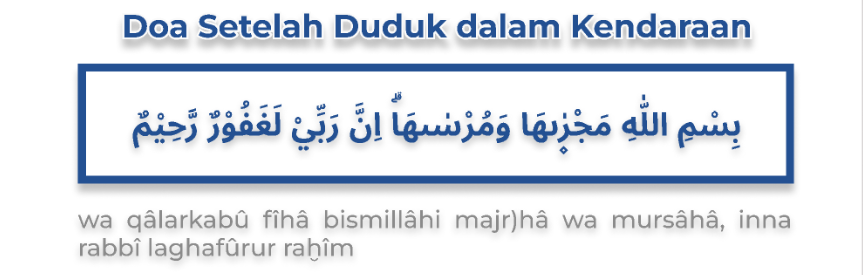 Doa Setelah Duduk dalam Kendaraan
بِسْمِ اللّٰهِ مَجْرٰ۪ىهَا وَمُرْسٰىهَاۗ اِنَّ رَبِّيْ لَغَفُوْرٌ رَّحِيْمٌ
wa qâlarkabû fîhâ bismillâhi majr)hâ wa mursâhâ, inna
rabbî laghafûrur raḫîm